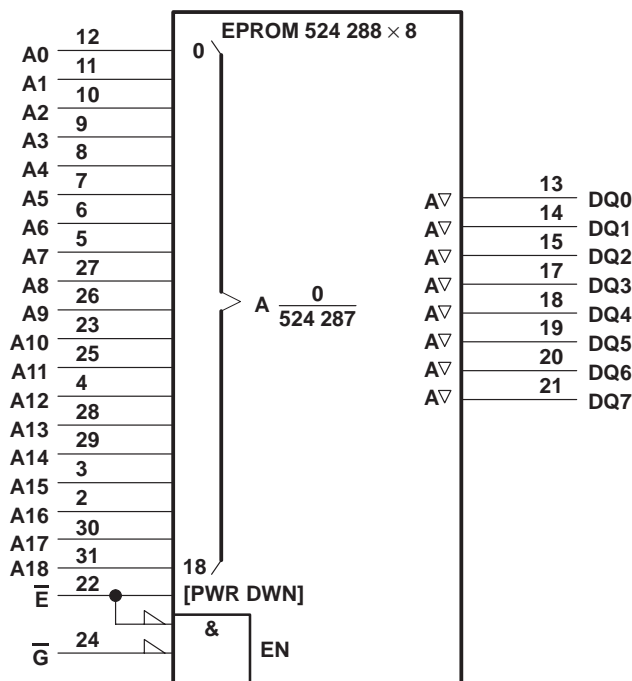 EPROM 524 288 × 8
A0 12 0
A1 11
A2 10
A3 9
A4 8
A5 7
A6 6
A7 5
A8 27
A9 26
A10 23
A11 25
A12 4
A13 28
A14 29
A15 3
A16 2
A17 30
A18 31 18
E̅ 22 [PWR DWN]
&
G̅ 24 EN
A 0
524 287
A▽ 13 DQ0
A▽ 14 DQ1
A▽ 15 DQ2
A▽ 17 DQ3
A▽ 18 DQ4
A▽ 19 DQ5
A▽ 20 DQ6
A▽ 21 DQ7